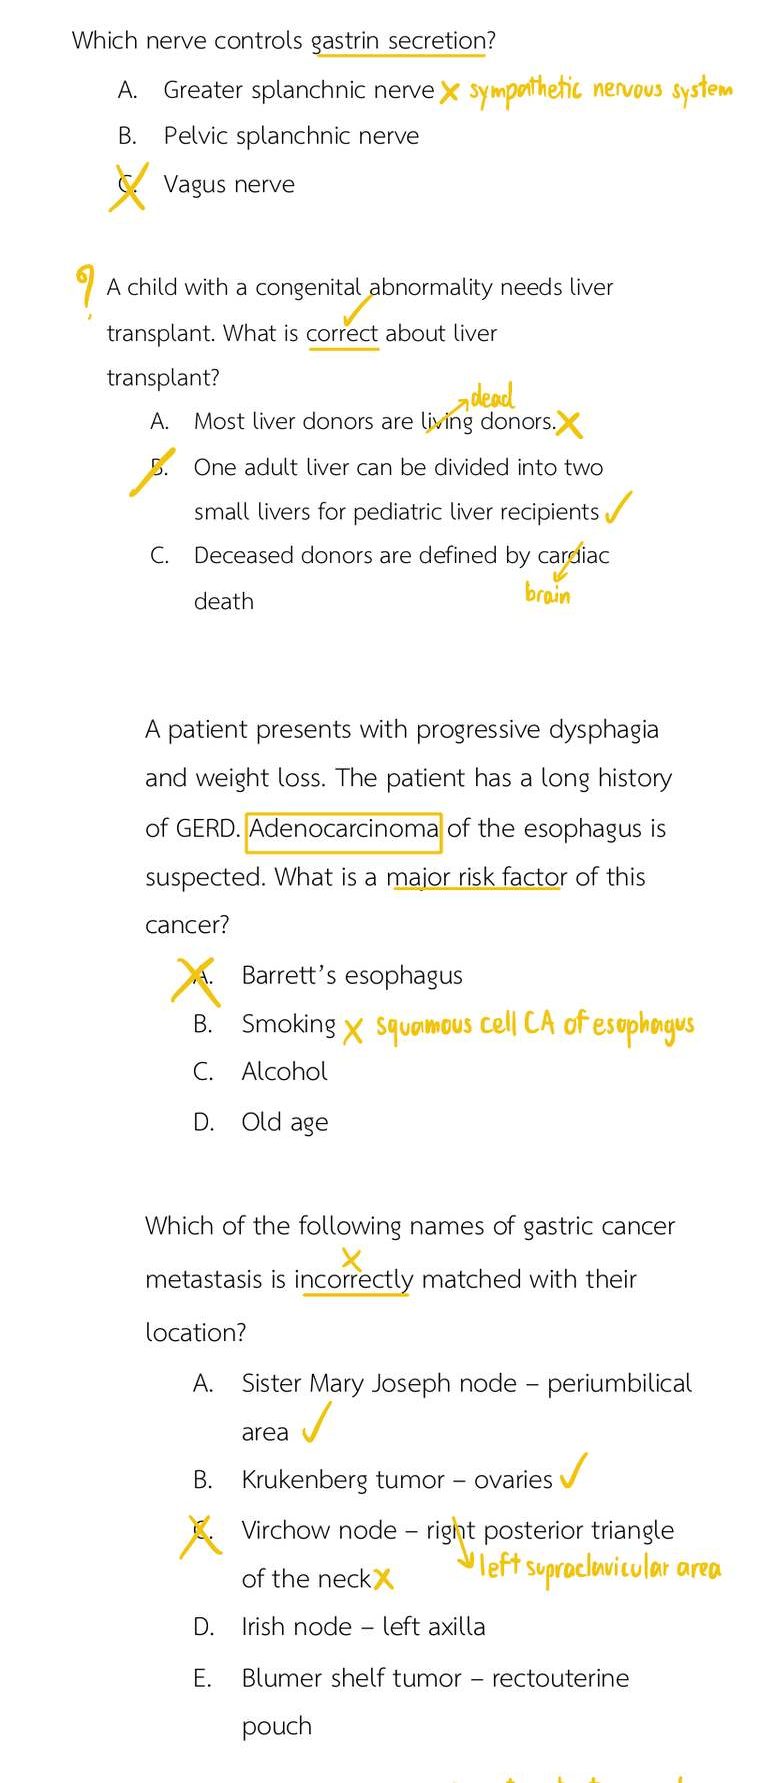 Which nerve controls gastrin secretion?
A. Greater splanchnic nerve X sympathetic nervous system
B. Pelvic splanchnic nerve
C. Vagus nerve
? A child with a congenital abnormality needs liver
transplant. What is correct about liver
transplant?
dead
A. Most liver donors are living donors. X
B. One adult liver can be divided into two
small livers for pediatric liver recipients ✓
C. Deceased donors are defined by cardiac
death brain
A patient presents with progressive dysphagia
and weight loss. The patient has a long history
of GERD. Adenocarcinoma of the esophagus is
suspected. What is a major risk factor of this
cancer?
A. Barrett's esophagus
B. Smoking X squamous cell CA of esophagus
C. Alcohol
D. Old age
Which of the following names of gastric cancer
X
metastasis is incorrectly matched with their
location?
A. Sister Mary Joseph node – periumbilical
area ✓
B. Krukenberg tumor – ovaries ✓
C. Virchow node – right posterior triangle
of the neck X left supraclavicular area
D. Irish node – left axilla
E. Blumer shelf tumor – rectouterine
pouch